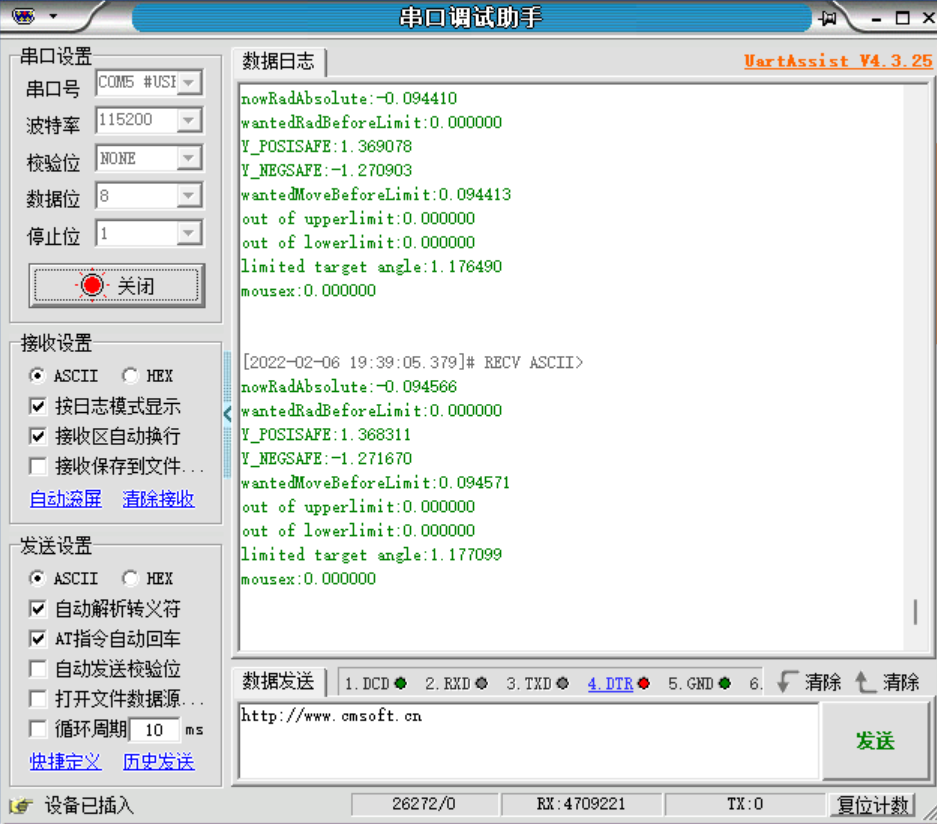 串口调试助手
串口设置
串口号 COM5 #USI
波特率 115200
校验位 NONE
数据位 8
停止位 1
关闭
接收设置
ASCII HEX
按日志模式显示
接收区自动换行
接收保存到文件...
自动滚屏 清除接收
发送设置
ASCII HEX
自动解析转义符
AT指令自动回车
自动发送校验位
打开文件数据源...
循环周期 10 ms
快捷定义 历史发送
数据日志 UartAssist V4.3.25
nowRadAbsolute:-0.094410
wantedRadBeforeLimit:0.000000
Y_POSISAFE:1.369078
Y_NEGSAFE:-1.270903
wantedMoveBeforeLimit:0.094413
out of upperlimit:0.000000
out of lowerlimit:0.000000
limited target angle:1.176490
mousex:0.000000
[2022-02-06 19:39:05.379]# RECV ASCII>
nowRadAbsolute:-0.094566
wantedRadBeforeLimit:0.000000
Y_POSISAFE:1.368311
Y_NEGSAFE:-1.271670
wantedMoveBeforeLimit:0.094571
out of upperlimit:0.000000
out of lowerlimit:0.000000
limited target angle:1.177099
mousex:0.000000
数据发送 1.DCD 2.RXD 3.TXD 4.DTR 5.GND 6. 清除 清除
http://www.cmsoft.cn
发送
设备已插入 26272/0 RX:4709221 TX:0 复位计数